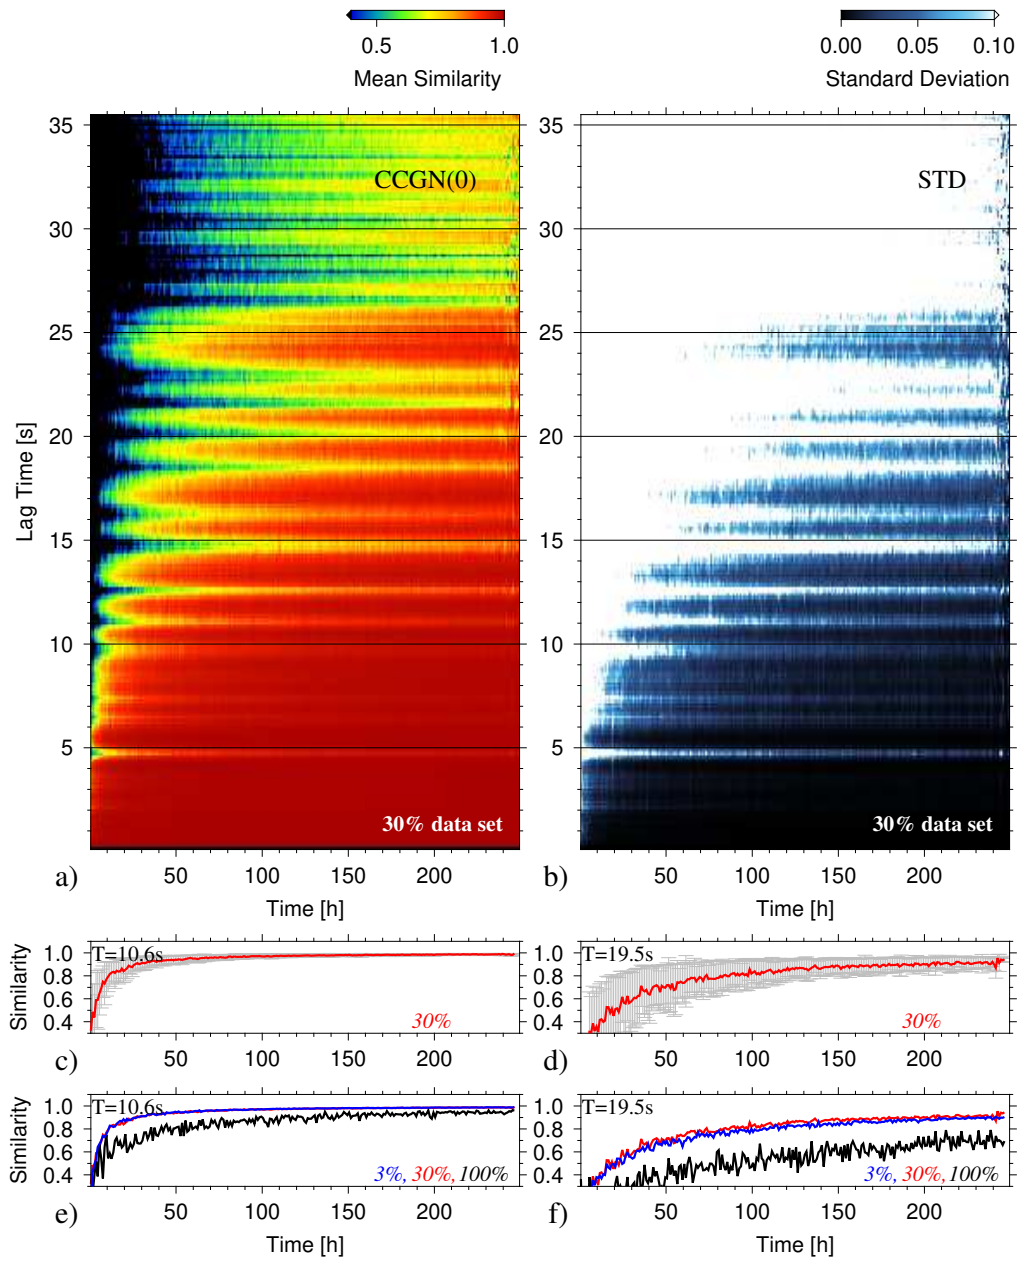 0.5 1.0
Mean Similarity
0.00 0.05 0.10
Standard Deviation
35
30
25
20
15
10
5
Lag Time [s]
CCGN(0)
30% data set
a)
50 100 150 200
Time [h]
35
30
25
20
15
10
5
STD
30% data set
b)
50 100 150 200
Time [h]
Similarity
1.0
0.8
0.6
0.4
T=10.6s
30%
c)
50 100 150 200
1.0
0.8
0.6
0.4
T=19.5s
30%
d)
50 100 150 200
Similarity
1.0
0.8
0.6
0.4
T=10.6s
3%, 30%, 100%
e)
50 100 150 200
Time [h]
1.0
0.8
0.6
0.4
T=19.5s
3%, 30%, 100%
f)
50 100 150 200
Time [h]